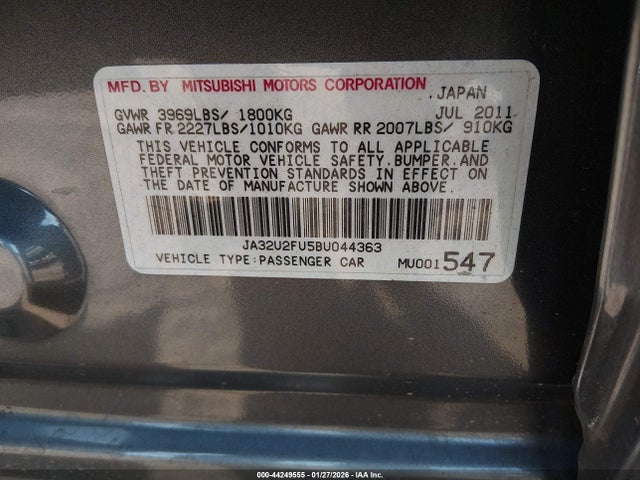 MFD. BY MITSUBISHI MOTORS CORPORATION
.JAPAN
GVWR 3969LBS/ 1800KG JUL 2011
GAWR FR 2227LBS/1010KG GAWR RR 2007LBS/ 910KG
THIS VEHICLE CONFORMS TO ALL APPLICABLE
FEDERAL MOTOR VEHICLE SAFETY.BUMPER.AND
THEFT PREVENTION STANDARDS IN EFFECT ON
THE DATE OF MANUFACTURE SHOWN ABOVE.
JA32U2FU5BU044363
VEHICLE TYPE:PASSENGER CAR MU001547
000-44249555 - 01/27/2026 - IAA Inc.